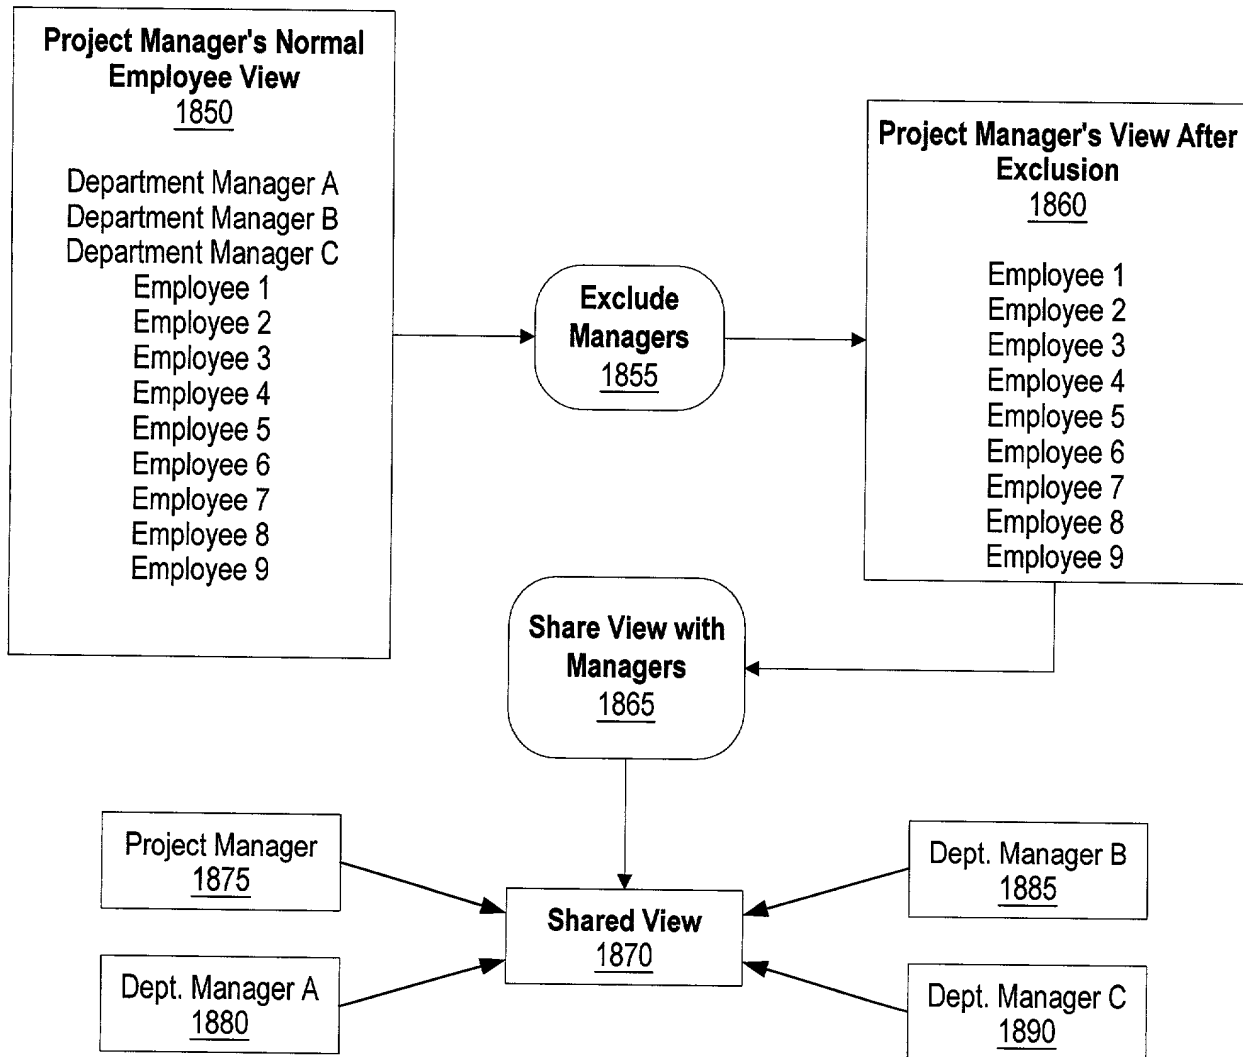 Project Manager's Normal
Employee View
1850
Department Manager A
Department Manager B
Department Manager C
Employee 1
Employee 2
Employee 3
Employee 4
Employee 5
Employee 6
Employee 7
Employee 8
Employee 9
Exclude
Managers
1855
Project Manager's View After
Exclusion
1860
Employee 1
Employee 2
Employee 3
Employee 4
Employee 5
Employee 6
Employee 7
Employee 8
Employee 9
Share View with
Managers
1865
Project Manager
1875
Dept. Manager A
1880
Shared View
1870
Dept. Manager B
1885
Dept. Manager C
1890